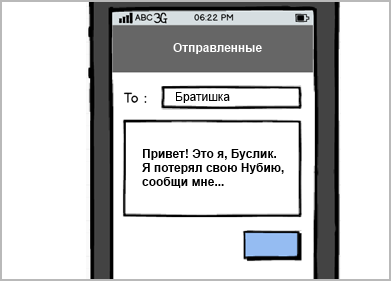 ABC 3G 06:22 PM
Отправленные
To : Братишка
Привет! Это я, Буслик.
Я потерял свою Нубию,
сообщи мне...